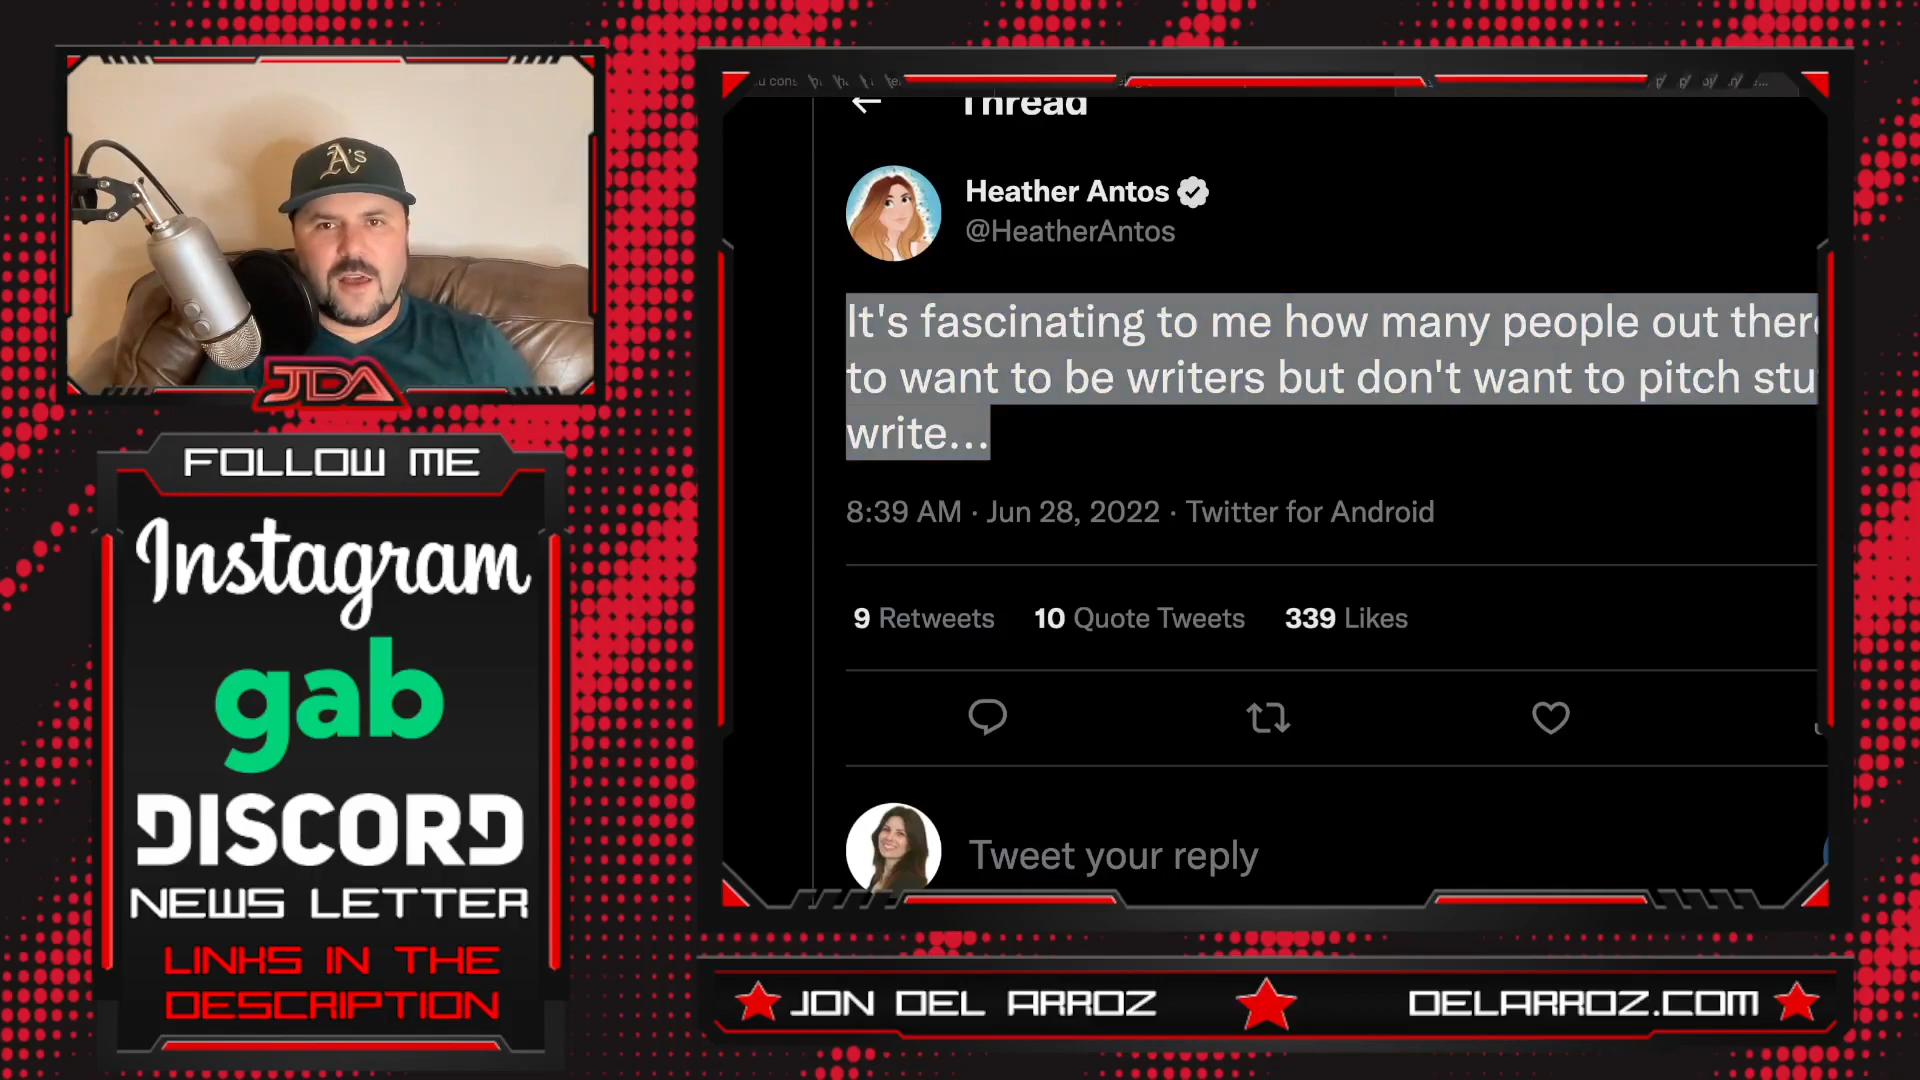 A's
JDA
FOLLOW ME
Instagram
gab
DISCORD
NEWS LETTER
LINKS IN THE
DESCRIPTION
Thread
Heather Antos
@HeatherAntos
It's fascinating to me how many people out
to want to be writers but don't want to pitch
write...
8:39 AM · Jun 28, 2022 · Twitter for Android
9 Retweets 10 Quote Tweets 339 Likes
Tweet your reply
JON DEL ARROZ DELARROZ.COM